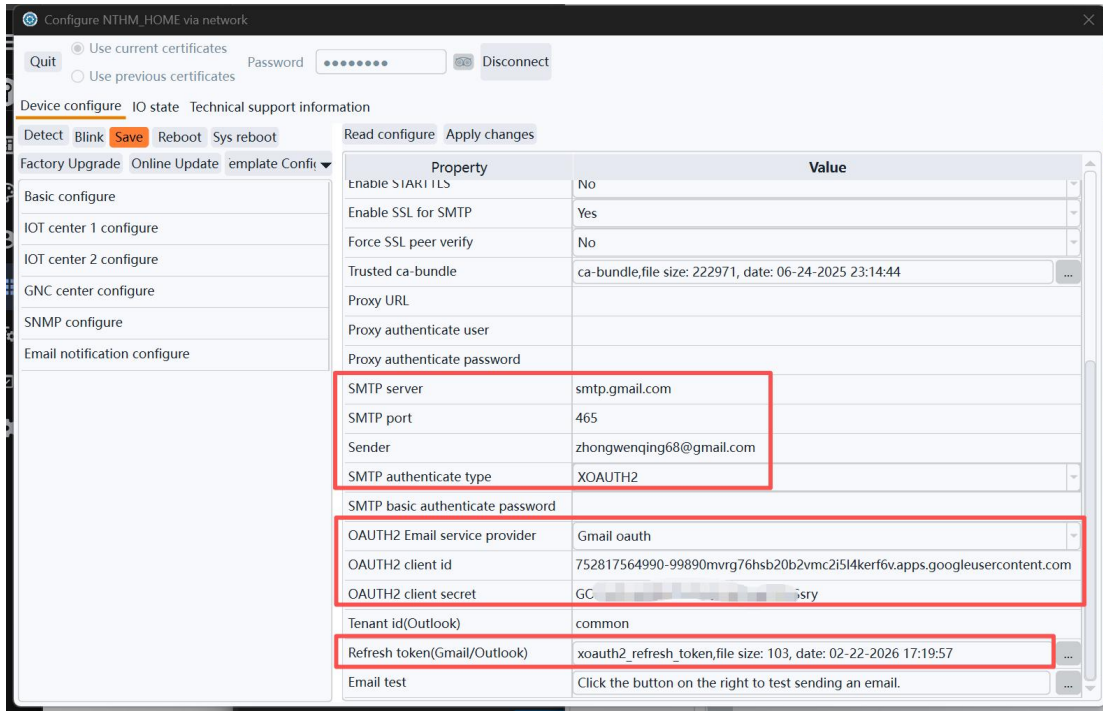 Configure NTHM_HOME via network
Quit
Use current certificates
Use previous certificates
Password
Disconnect
Device configure IO state Technical support information
Detect Blink Save Reboot Sys reboot
Factory Upgrade Online Update emplate Config
Basic configure
IOT center 1 configure
IOT center 2 configure
GNC center configure
SNMP configure
Email notification configure
Read configure Apply changes
Property Value
Enable STARTTLS No
Enable SSL for SMTP Yes
Force SSL peer verify No
Trusted ca-bundle ca-bundle,file size: 222971, date: 06-24-2025 23:14:44 ...
Proxy URL
Proxy authenticate user
Proxy authenticate password
SMTP server smtp.gmail.com
SMTP port 465
Sender zhongwenqing68@gmail.com
SMTP authenticate type XOAUTH2
SMTP basic authenticate password
OAUTH2 Email service provider Gmail oauth
OAUTH2 client id 752817564990-99890mvrg76hsb20b2vmc2i5l4kerf6v.apps.googleusercontent.com
OAUTH2 client secret
Tenant id(Outlook) common
Refresh token(Gmail/Outlook) xoauth2_refresh_token,file size: 103, date: 02-22-2026 17:19:57 ...
Email test Click the button on the right to test sending an email. ...